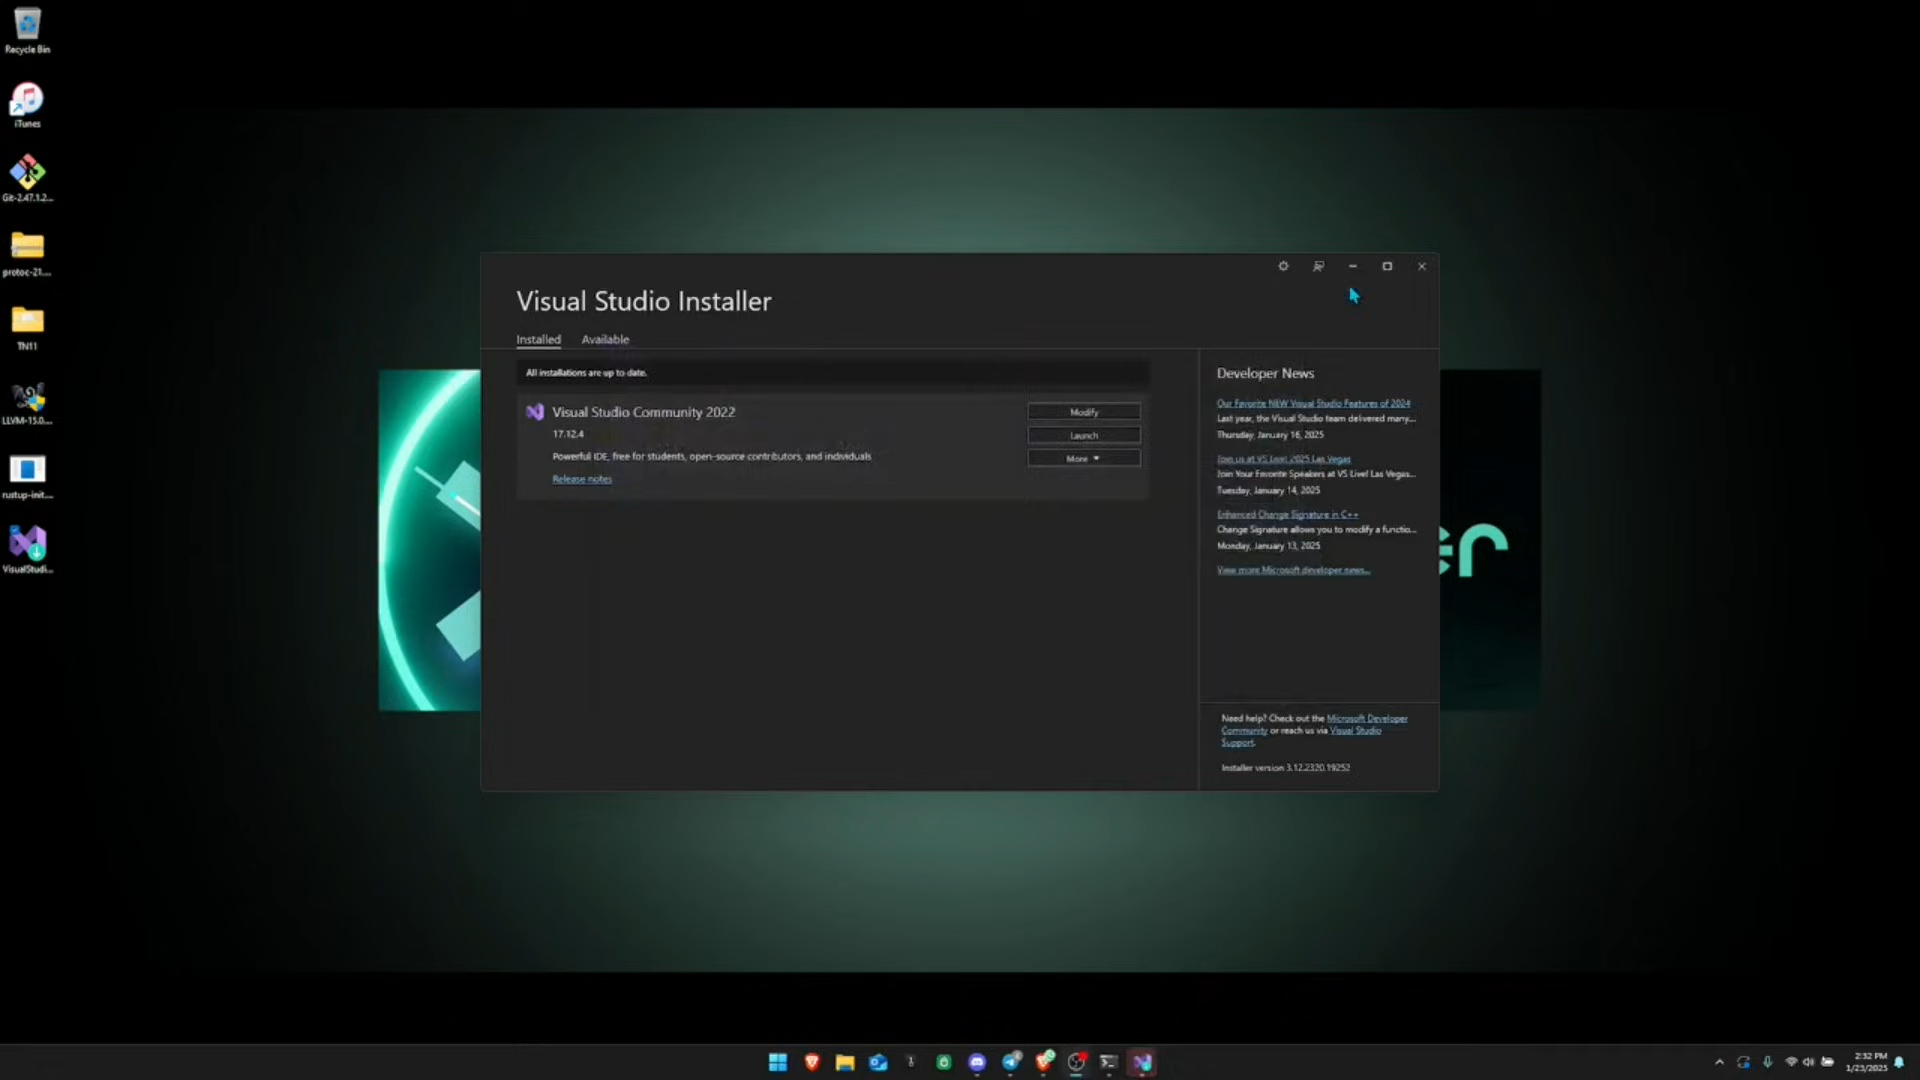 Recycle Bin
iTunes
Git-2.47.1.2...
protoc-21....
TN11
LLVM-15.0...
rustup-init....
VisualStudi...
Visual Studio Installer
Installed
Available
All installations are up to date.
Visual Studio Community 2022
17.12.4
Powerful IDE, free for students, open-source contributors, and individuals
Release notes
Modify
Launch
More
Developer News
Our Favorite NEW Visual Studio Features of 2024
Last year, the Visual Studio team delivered many...
Thursday, January 16, 2025
Join us at VS Live! 2025 Las Vegas
Join Your Favorite Speakers at VS Live! Las Vegas...
Tuesday, January 14, 2025
Enhanced Change Signature in C++
Change Signature allows you to modify a functio...
Monday, January 13, 2025
View more Microsoft developer news...
Need help? Check out the Microsoft Developer
Community or reach us via Visual Studio
Support.
Installer version 3.12.2320.19252
er
2:32 PM
1/23/2025